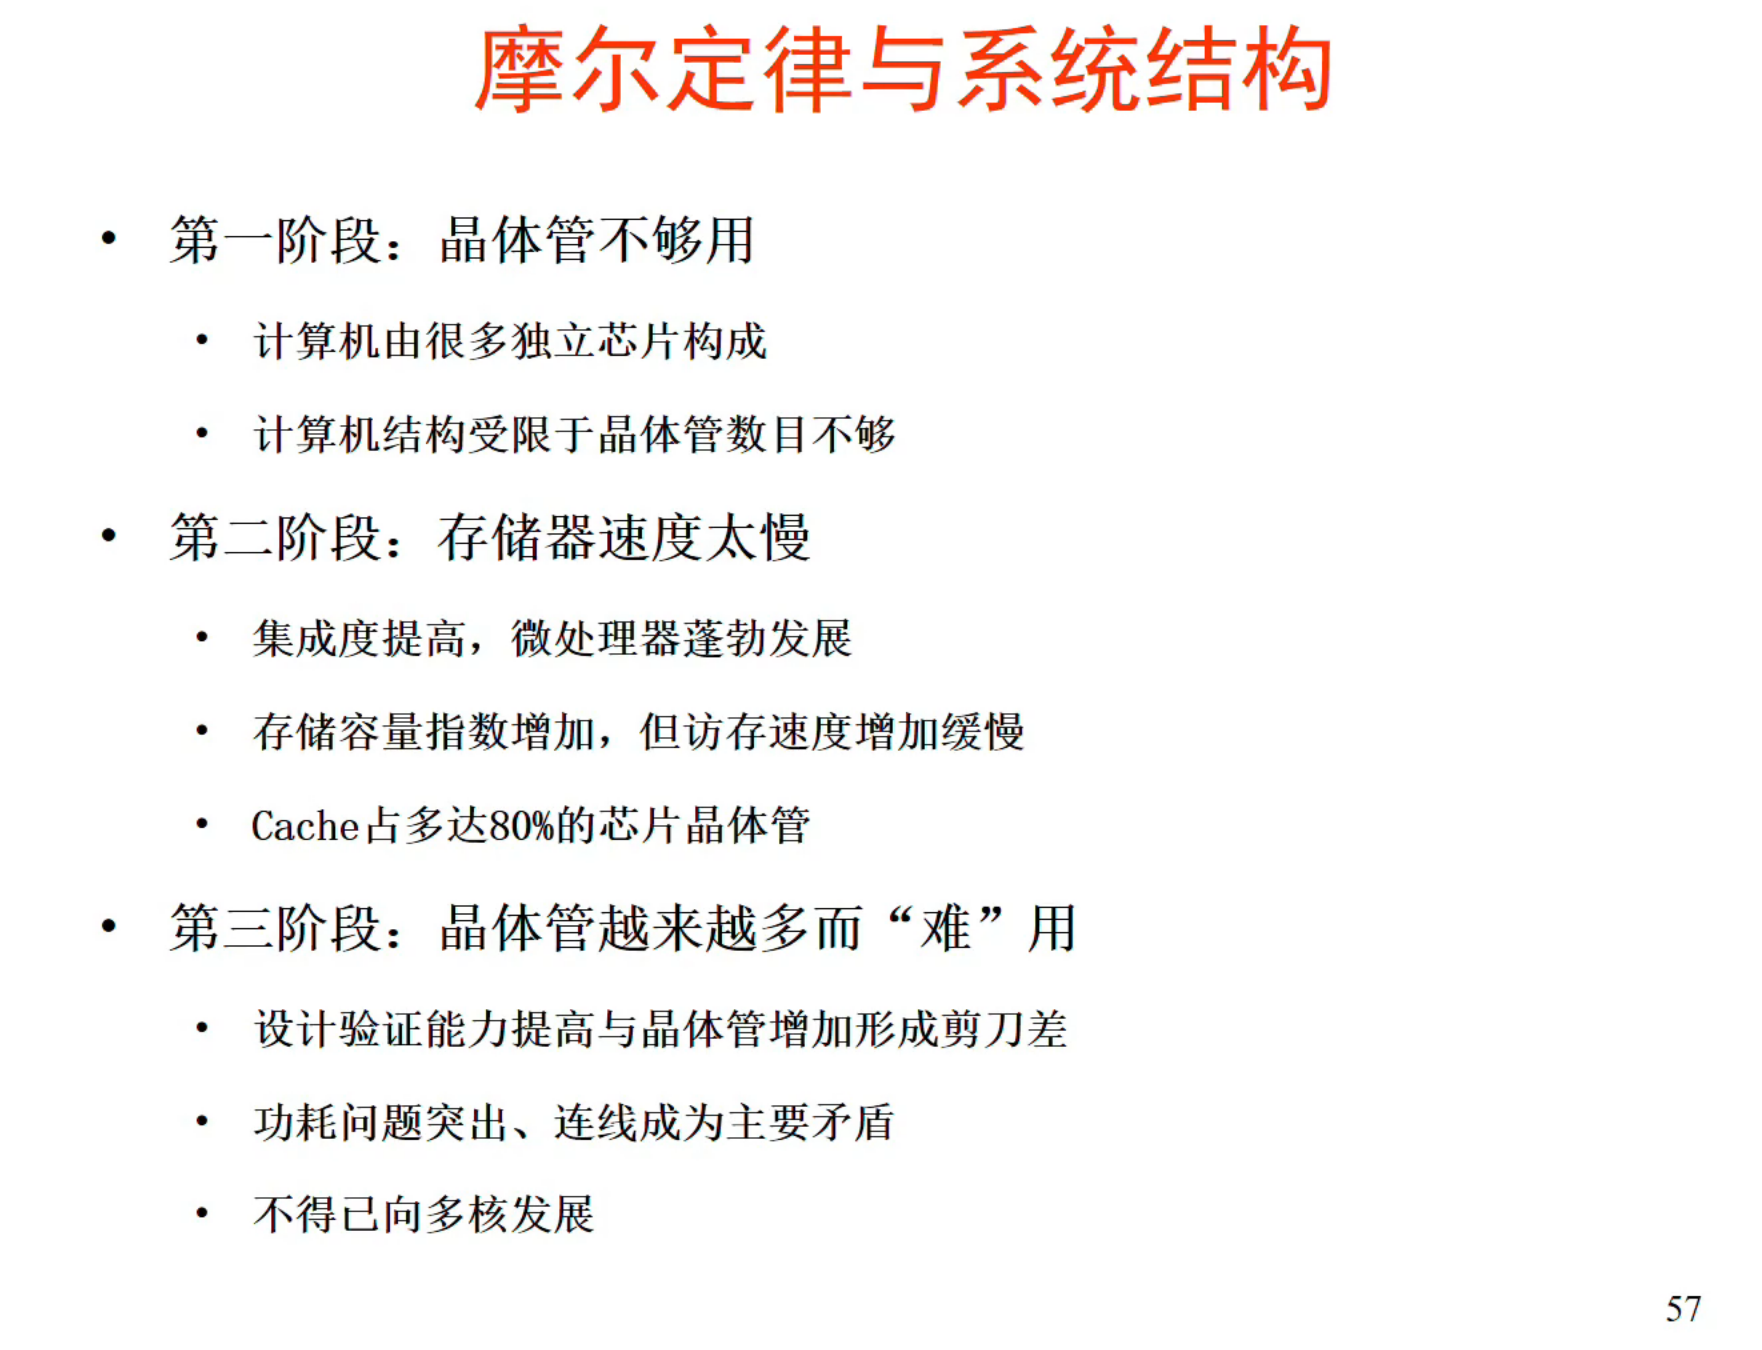 摩尔定律与系统结构
• 第一阶段：晶体管不够用
• 计算机由很多独立芯片构成
• 计算机结构受限于晶体管数目不够
• 第二阶段：存储器速度太慢
• 集成度提高，微处理器蓬勃发展
• 存储容量指数增加，但访存速度增加缓慢
• Cache占多达80%的芯片晶体管
• 第三阶段：晶体管越来越多而“难”用
• 设计验证能力提高与晶体管增加形成剪刀差
• 功耗问题突出、连线成为主要矛盾
• 不得已向多核发展
57